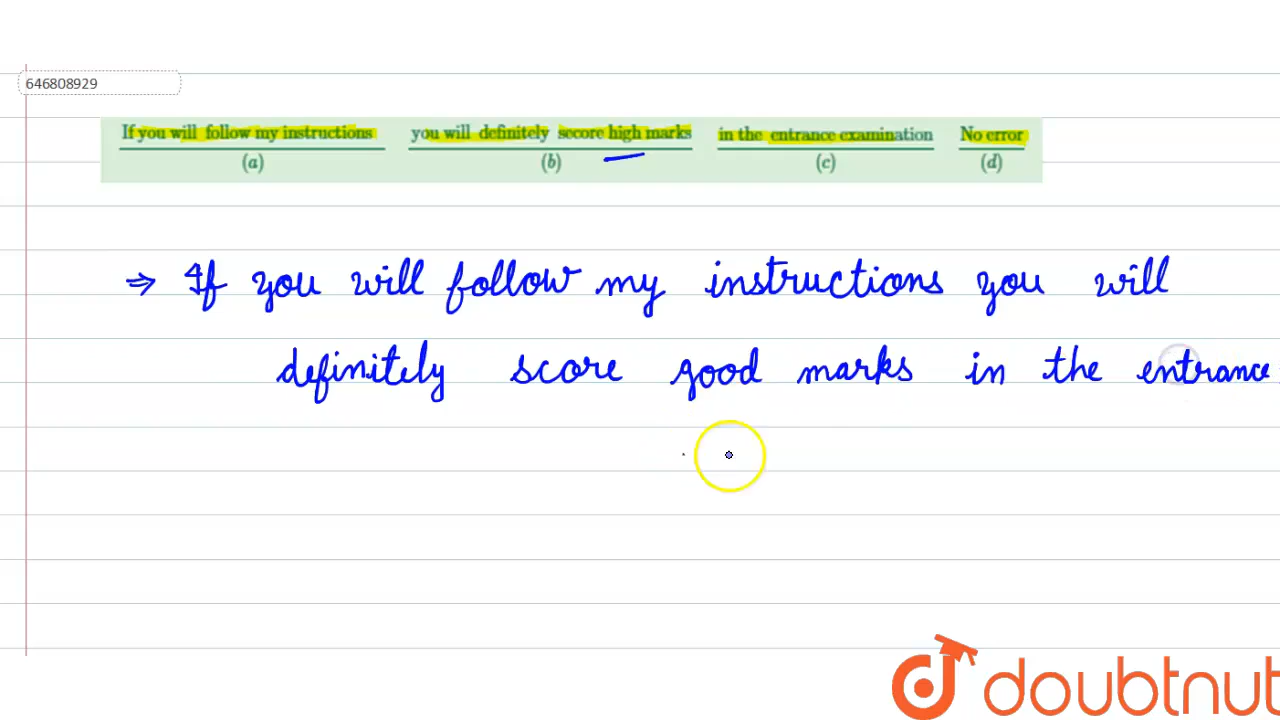 646808929
If you will follow my instructions you will definitely secore high marks in the entrance examination No error
(a) (b) (c) (d)
⇒ If you will follow my instructions you will
definitely score good marks in the entrance
doubtnut